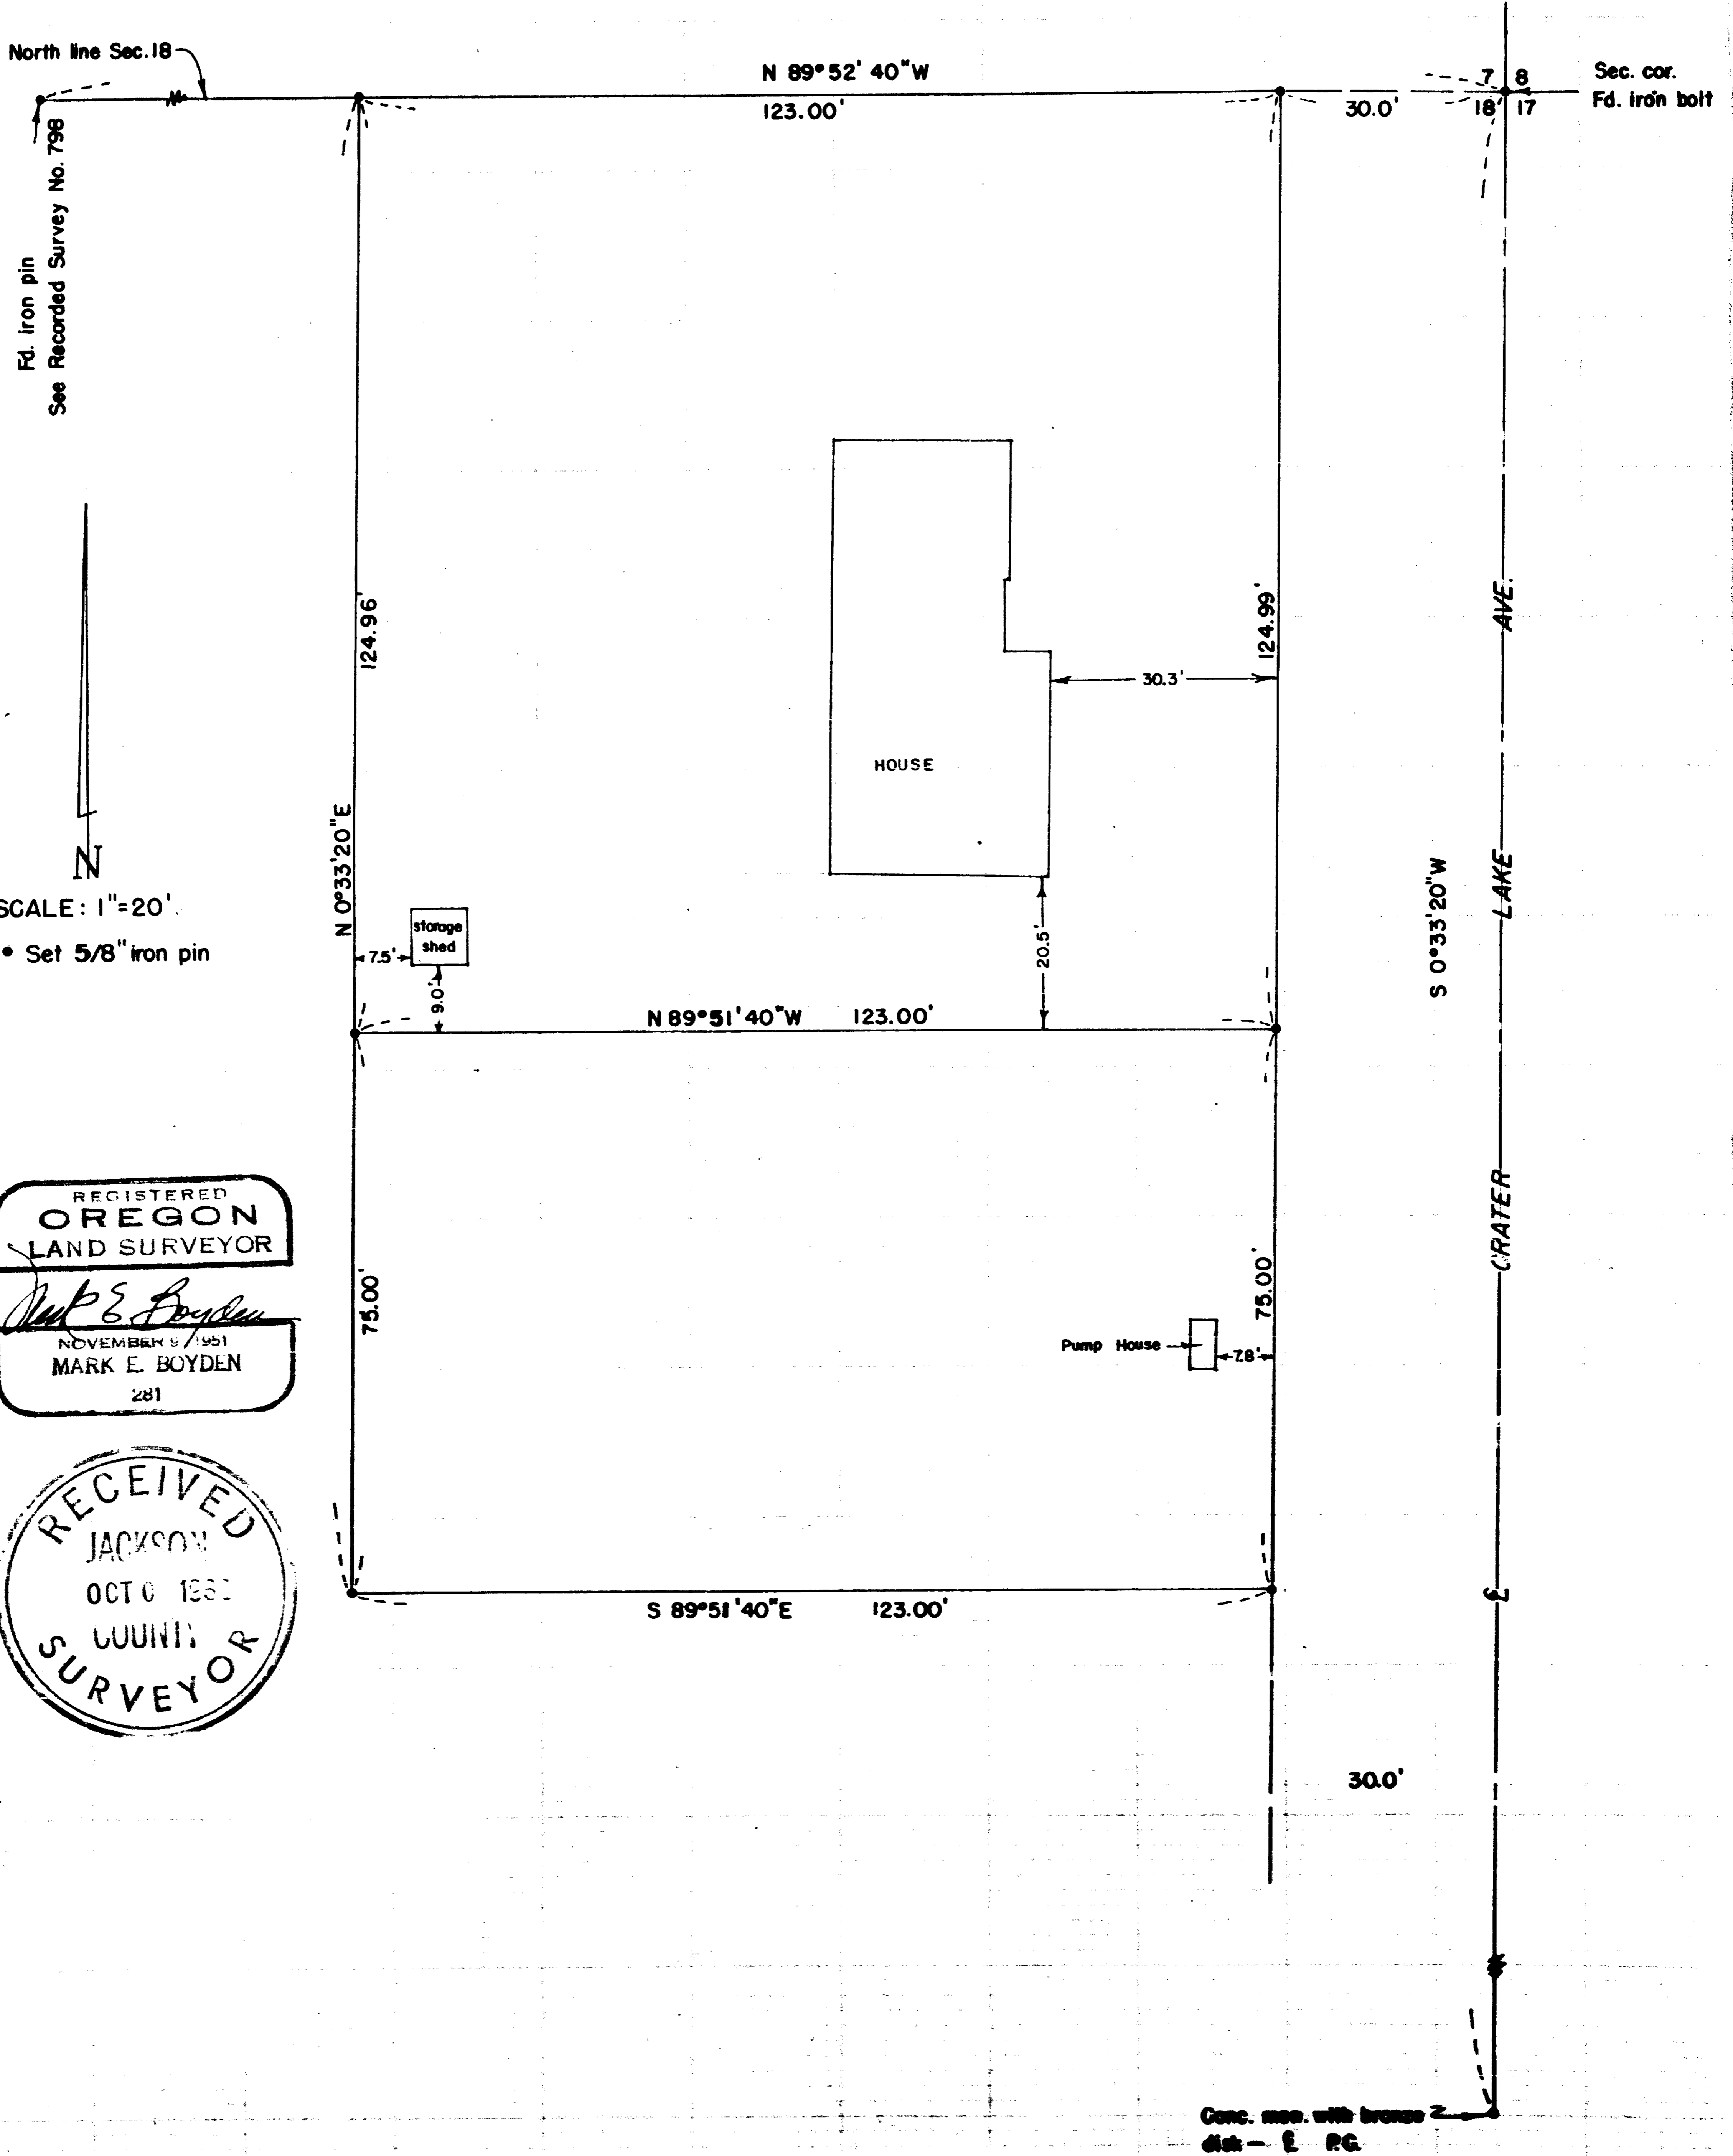 North line Sec.18
N 89°52' 40"W
123.00'
30.0'
7 8
18 17
Sec. cor.
Fd. iron bolt
Fd. iron pin
See Recorded Survey No. 798
124.96'
N 0°33'20"E
124.99'
30.3'
HOUSE
20.5'
storage
shed
7.5'
9.0'
N 89°51'40"W 123.00'
N
SCALE: 1"=20'
• Set 5/8" iron pin
S 0°33'20"W
CRATER LAKE AVE.
REGISTERED
OREGON
LAND SURVEYOR
Mark E Boyden
NOVEMBER 9, 1951
MARK E. BOYDEN
281
75.00'
75.00'
Pump House
7.8'
RECEIVED
JACKSON
OCT
COUNTY
SURVEYOR
S 89°51'40"E 123.00'
℄
30.0'
Conc. mon. with bronze
disk - ℄ P.G.